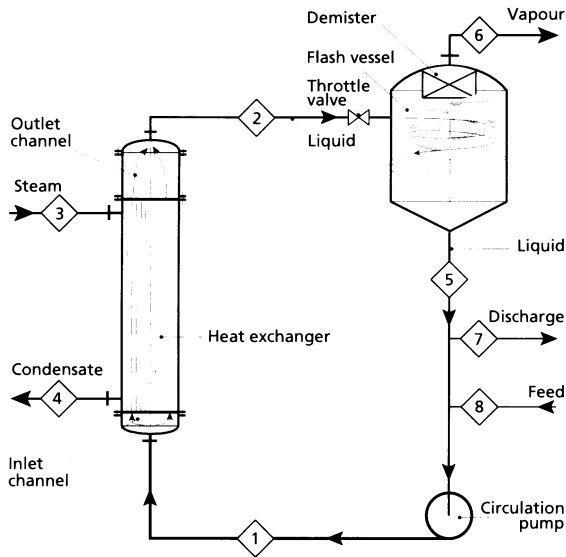 Demister
Vapour
6
Flash vessel
Throttle
valve
2
Liquid
Outlet
channel
Steam
3
Liquid
5
Discharge
7
Heat exchanger
Condensate
4
Feed
8
Inlet
channel
Circulation
pump
1